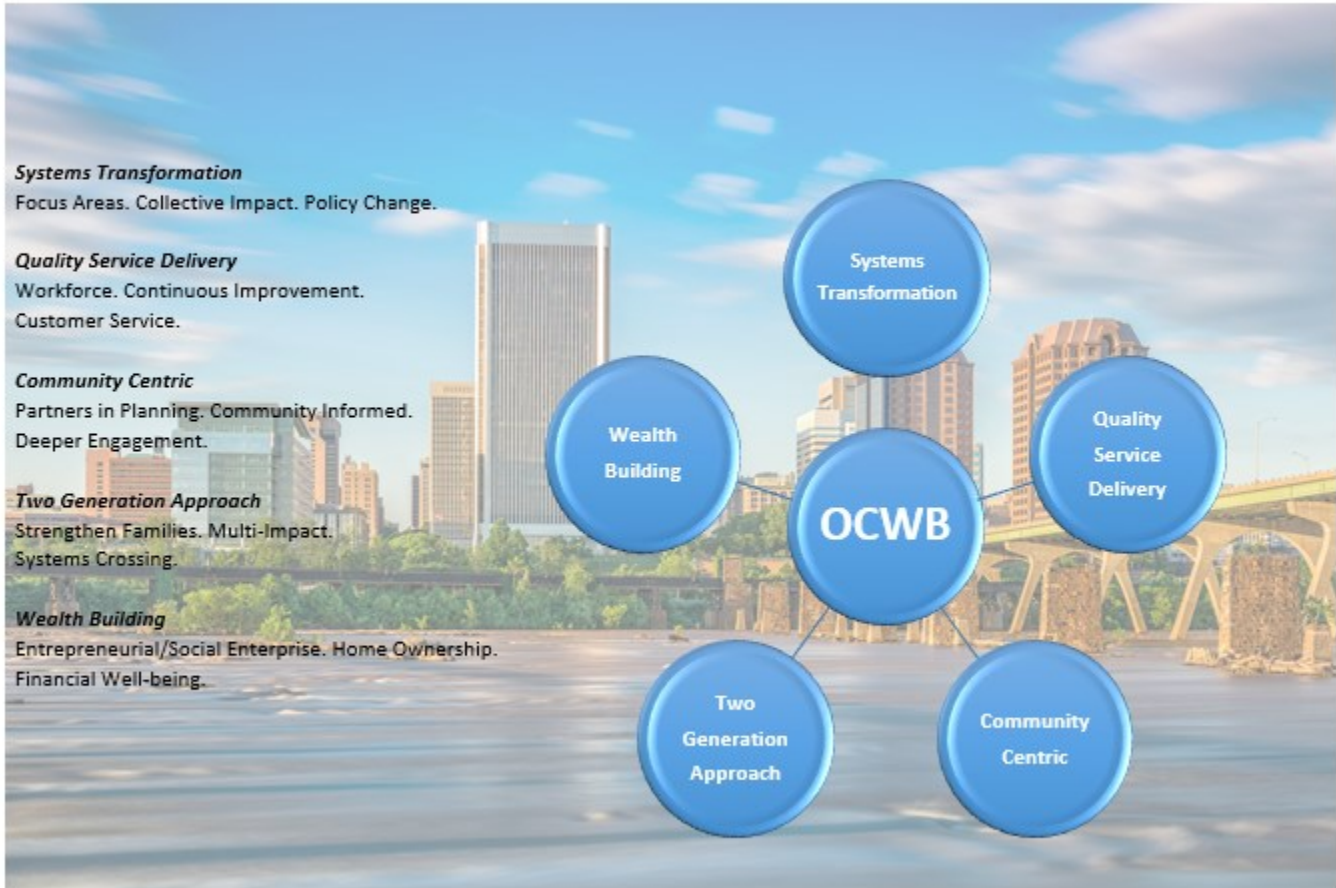 Systems Transformation
Focus Areas. Collective Impact. Policy Change.
Quality Service Delivery
Workforce. Continuous Improvement.
Customer Service.
Community Centric
Partners in Planning. Community Informed.
Deeper Engagement.
Two Generation Approach
Strengthen Families. Multi-Impact.
Systems Crossing.
Wealth Building
Entrepreneurial/Social Enterprise. Home Ownership.
Financial Well-being.
Systems
Transformation
Quality
Service
Delivery
Community
Centric
Two
Generation
Approach
Wealth
Building
OCWB